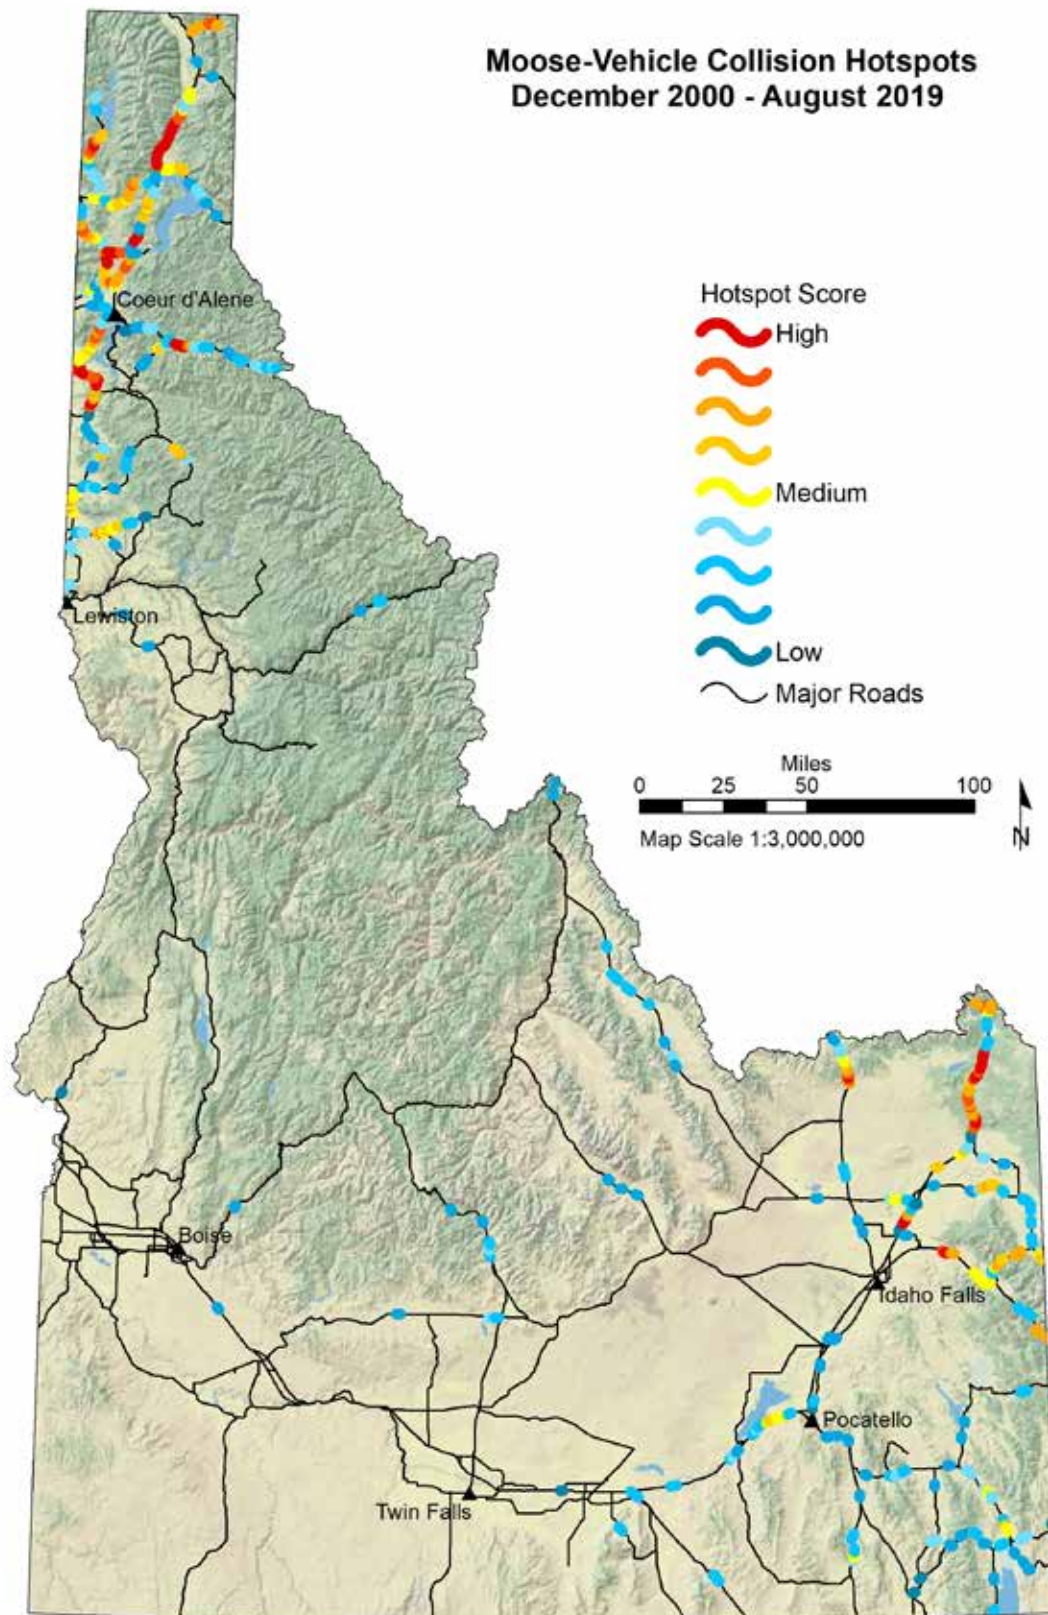 Moose-Vehicle Collision Hotspots
December 2000 - August 2019
Coeur d'Alene
Hotspot Score
High
Medium
Low
Major Roads
Lewiston
Miles
0 25 50 100
Map Scale 1:3,000,000
N
Boise
Idaho Falls
Pocatello
Twin Falls